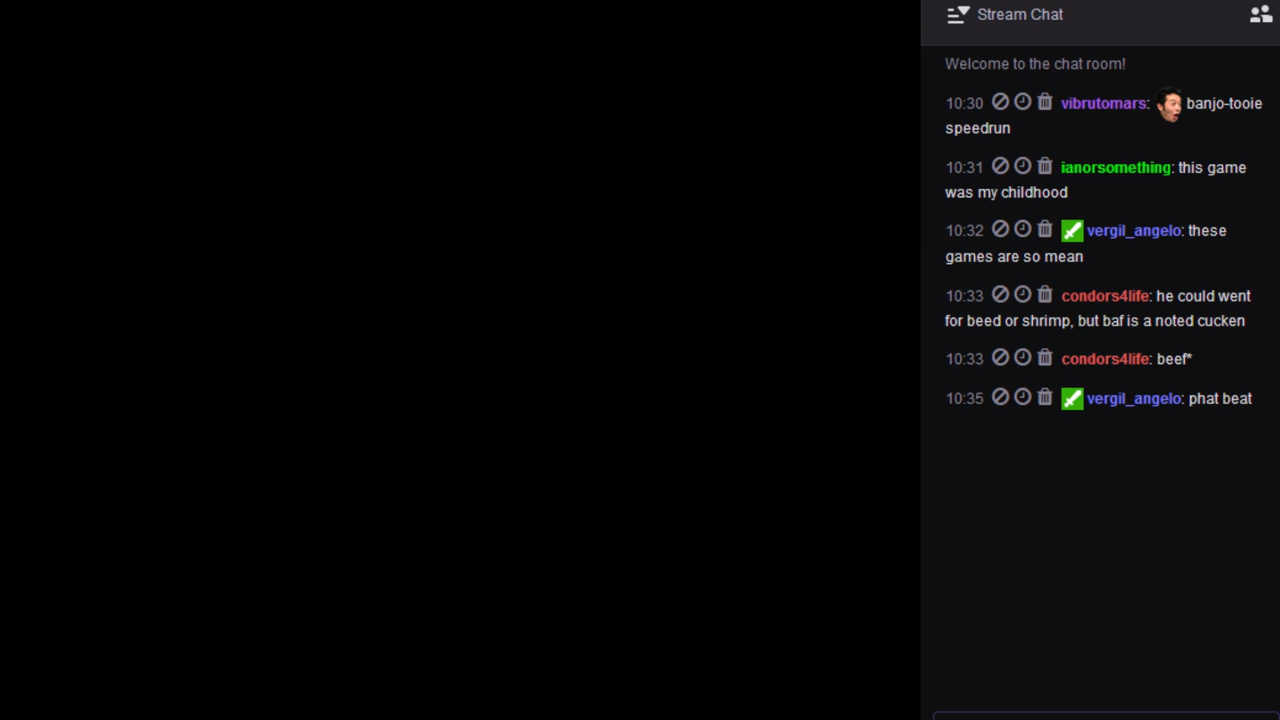 Stream Chat
Welcome to the chat room!
10:30 vibrutomars: banjo-tooie
speedrun
10:31 ianorsomething: this game
was my childhood
10:32 vergil_angelo: these
games are so mean
10:33 condors4life: he could went
for beed or shrimp, but baf is a noted cucken
10:33 condors4life: beef*
10:35 vergil_angelo: phat beat